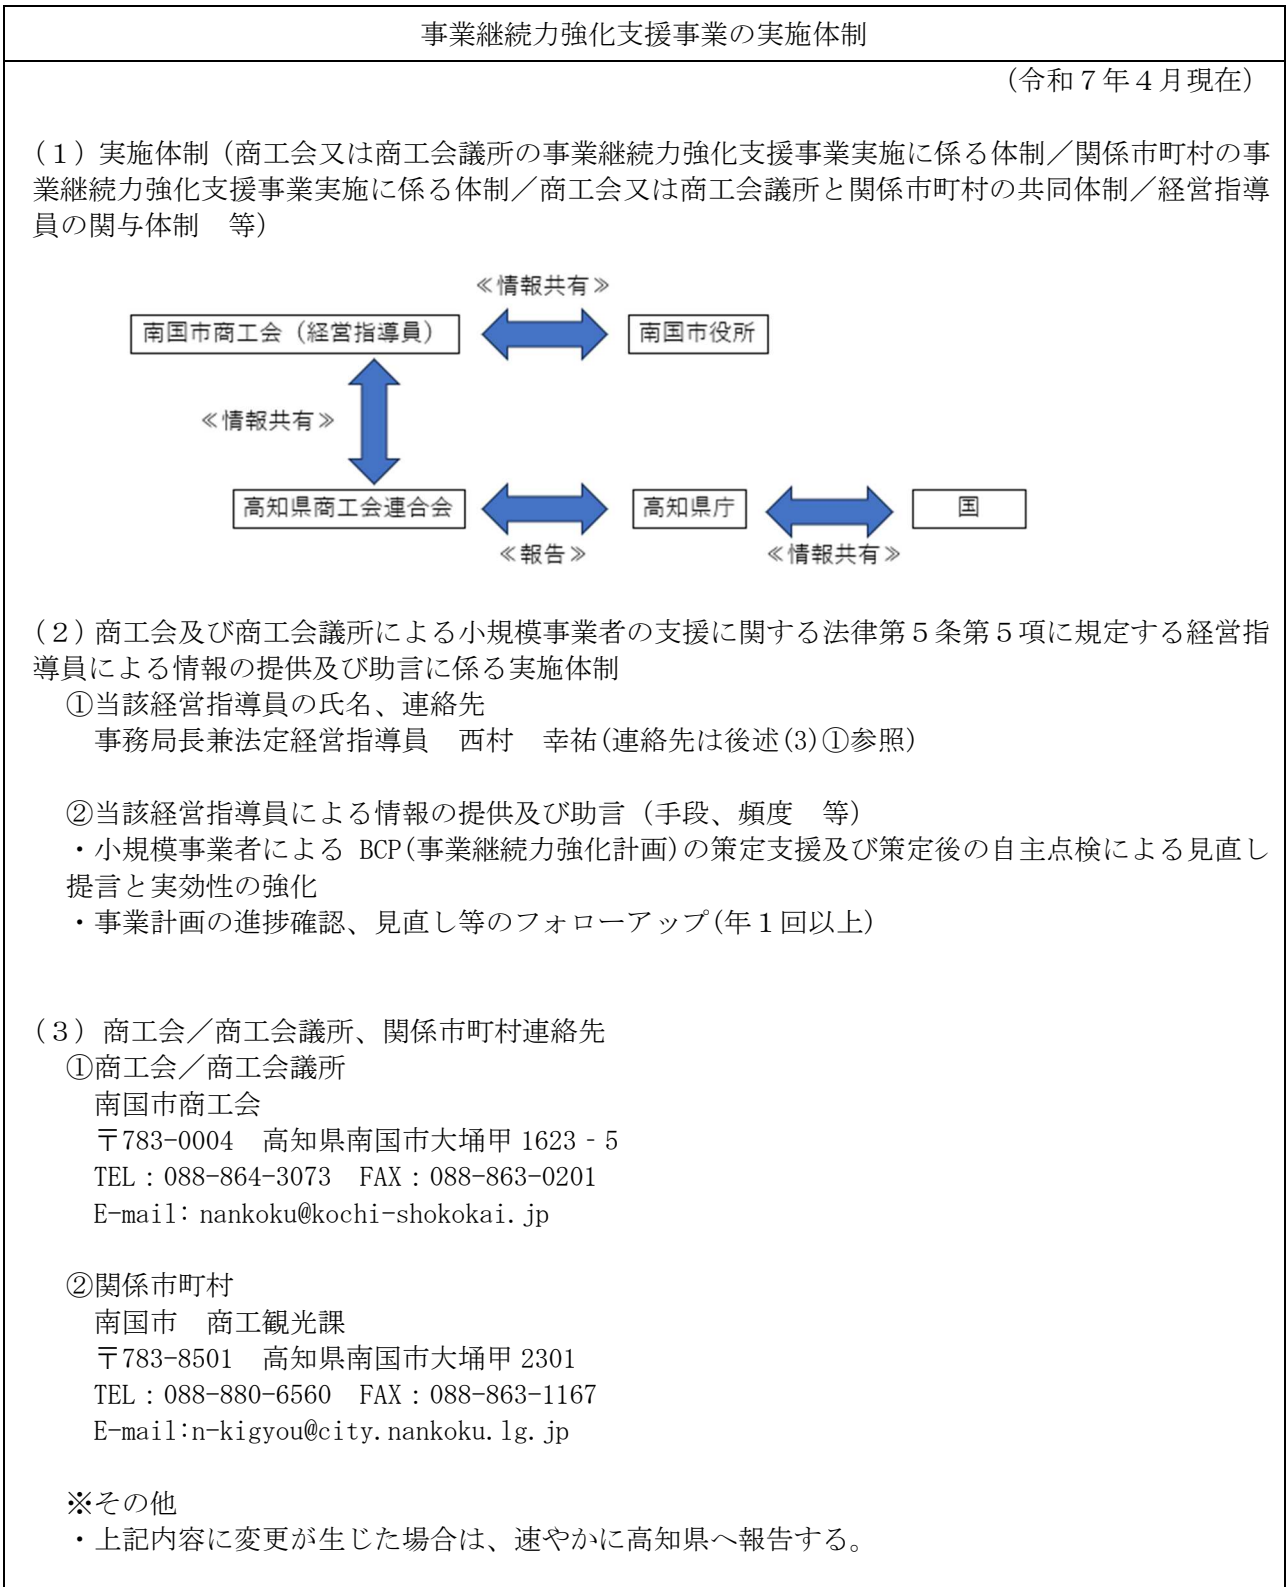 事業継続力強化支援事業の実施体制
（令和７年４月現在）
（１）実施体制（商工会又は商工会議所の事業継続力強化支援事業実施に係る体制／関係市町村の事
業継続力強化支援事業実施に係る体制／商工会又は商工会議所と関係市町村の共同体制／経営指導
員の関与体制　等）
≪情報共有≫
南国市商工会（経営指導員）
南国市役所
≪情報共有≫
高知県商工会連合会
高知県庁
国
≪報告≫
≪情報共有≫
（２）商工会及び商工会議所による小規模事業者の支援に関する法律第５条第５項に規定する経営指
導員による情報の提供及び助言に係る実施体制
①当該経営指導員の氏名、連絡先
事務局長兼法定経営指導員　西村　幸祐(連絡先は後述(3)①参照)
②当該経営指導員による情報の提供及び助言（手段、頻度　等）
・小規模事業者による BCP(事業継続力強化計画)の策定支援及び策定後の自主点検による見直し
提言と実効性の強化
・事業計画の進捗確認、見直し等のフォローアップ(年１回以上)
（３）商工会／商工会議所、関係市町村連絡先
①商工会／商工会議所
南国市商工会
〒783-0004　高知県南国市大埇甲 1623‐5
TEL：088-864-3073　FAX：088-863-0201
E-mail：nankoku@kochi-shokokai.jp
②関係市町村
南国市　商工観光課
〒783-8501　高知県南国市大埇甲 2301
TEL：088-880-6560　FAX：088-863-1167
E-mail:n-kigyou@city.nankoku.lg.jp
※その他
・上記内容に変更が生じた場合は、速やかに高知県へ報告する。